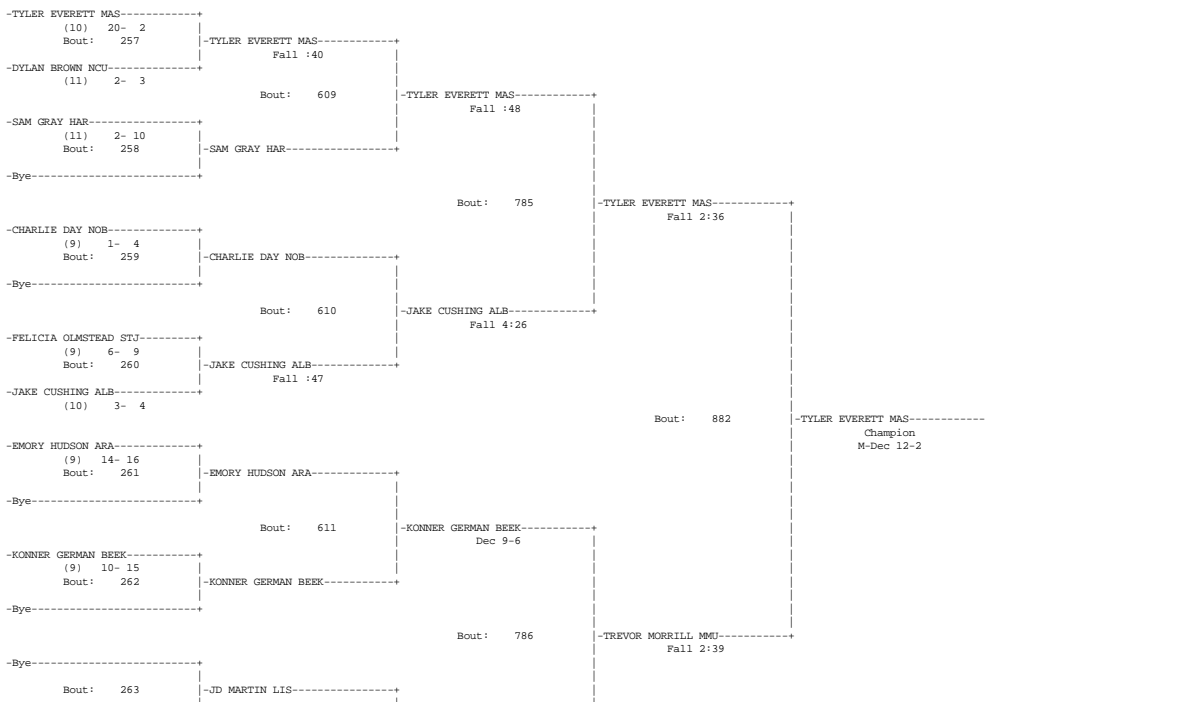 -TYLER EVERETT MAS-----------+
(10) 20- 2
Bout: 257 |-TYLER EVERETT MAS------------+
Fall :40
-DYLAN BROWN NCU--------------+
(11) 2- 3
Bout: 609 |-TYLER EVERETT MAS------------+
Fall :48
-SAM GRAY HAR-----------------+
(11) 2- 10
Bout: 258 |-SAM GRAY HAR-----------------+
-Bye--------------------------+
Bout: 785 |-TYLER EVERETT MAS------------+
Fall 2:36
-CHARLIE DAY NOB--------------+
(9) 1- 4
Bout: 259 |-CHARLIE DAY NOB--------------+
-Bye--------------------------+
Bout: 610 |-JAKE CUSHING ALB-------------+
Fall 4:26
-FELICIA OLMSTEAD STJ---------+
(9) 6- 9
Bout: 260 |-JAKE CUSHING ALB-------------+
Fall :47
-JAKE CUSHING ALB-------------+
(10) 3- 4
Bout: 882 |-TYLER EVERETT MAS------------
Champion
-EMORY HUDSON ARA-------------+ M-Dec 12-2
(9) 14- 16
Bout: 261 |-EMORY HUDSON ARA-------------+
-Bye--------------------------+
Bout: 611 |-KONNER GERMAN BEEK-----------+
Dec 9-6
-KONNER GERMAN BEEK-----------+
(9) 10- 15
Bout: 262 |-KONNER GERMAN BEEK-----------+
-Bye--------------------------+
Bout: 786 |-TREVOR MORRILL MMU-----------+
Fall 2:39
-Bye--------------------------+
Bout: 263 |-JD MARTIN LIS----------------+